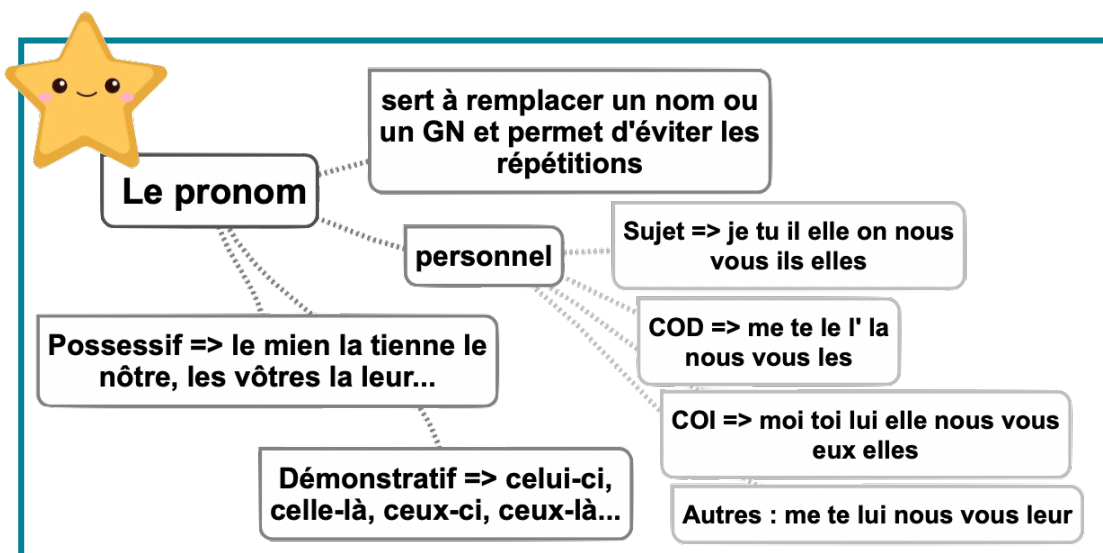 Le pronom
sert à remplacer un nom ou
un GN et permet d'éviter les
répétitions
personnel
Sujet => je tu il elle on nous
vous ils elles
COD => me te le l' la
nous vous les
COI => moi toi lui elle nous vous
eux elles
Autres : me te lui nous vous leur
Possessif => le mien la tienne le
nôtre, les vôtres la leur...
Démonstratif => celui-ci,
celle-là, ceux-ci, ceux-là...